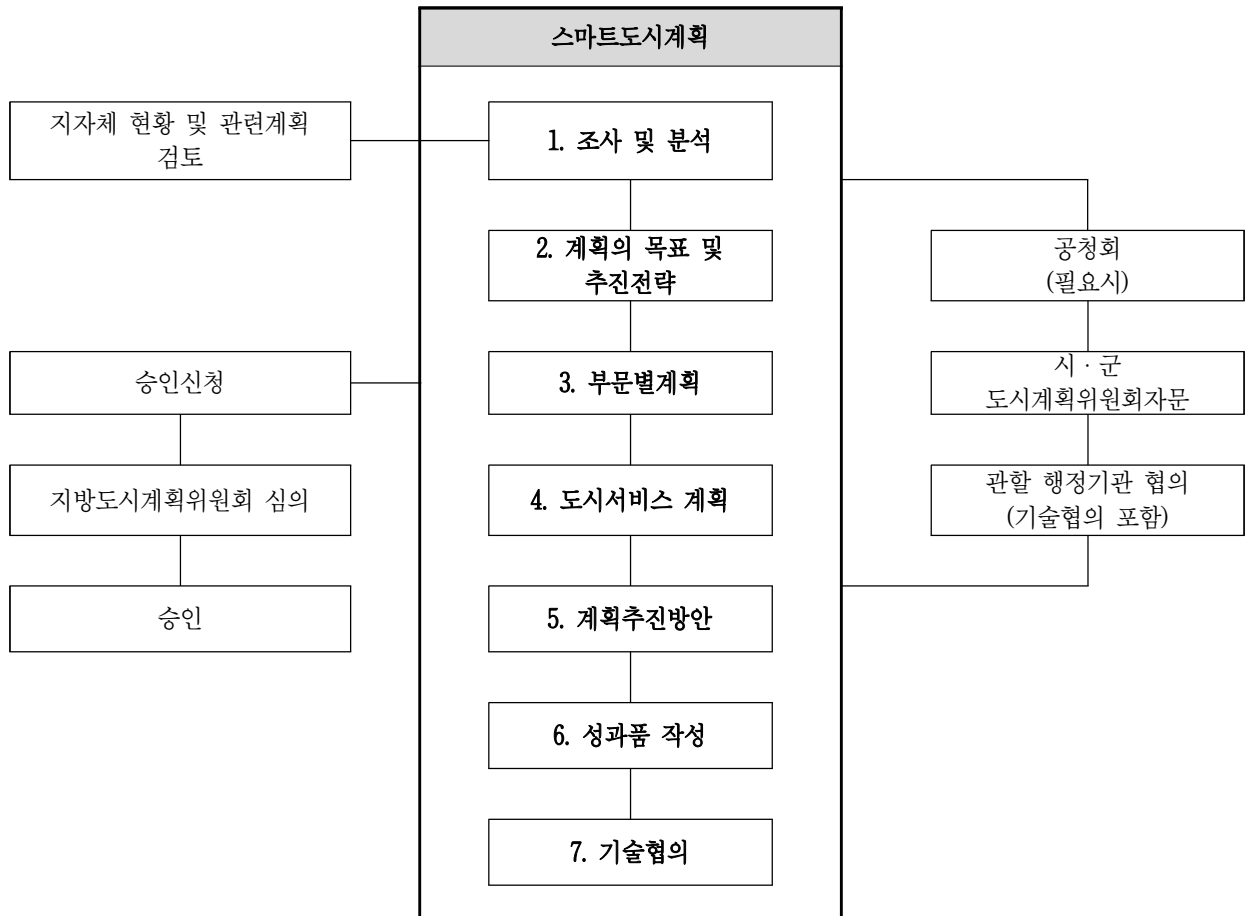 스마트도시계획
지자체 현황 및 관련계획
검토
1. 조사 및 분석
2. 계획의 목표 및
추진전략
공청회
(필요시)
승인신청
3. 부문별계획
시 · 군
도시계획위원회자문
지방도시계획위원회 심의
4. 도시서비스 계획
관할 행정기관 협의
(기술협의 포함)
승인
5. 계획추진방안
6. 성과품 작성
7. 기술협의